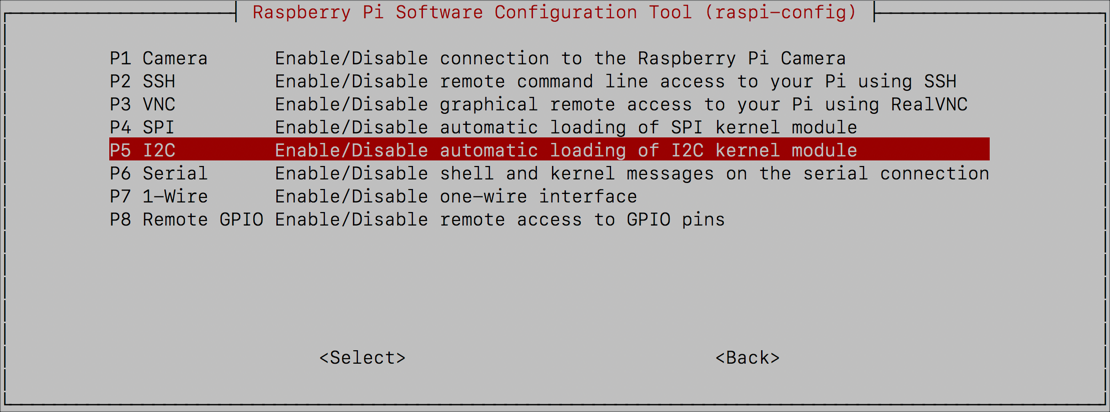 Raspberry Pi Software Configuration Tool (raspi-config)
P1 Camera Enable/Disable connection to the Raspberry Pi Camera
P2 SSH Enable/Disable remote command line access to your Pi using SSH
P3 VNC Enable/Disable graphical remote access to your Pi using RealVNC
P4 SPI Enable/Disable automatic loading of SPI kernel module
P5 I2C Enable/Disable automatic loading of I2C kernel module
P6 Serial Enable/Disable shell and kernel messages on the serial connection
P7 1-Wire Enable/Disable one-wire interface
P8 Remote GPIO Enable/Disable remote access to GPIO pins
<Select> <Back>